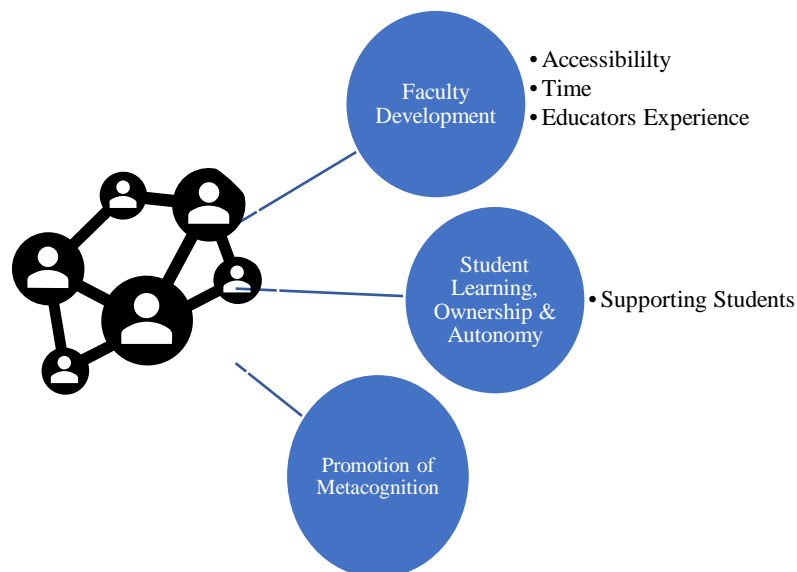 Faculty
Development
• Accessibililty
• Time
• Educators Experience
Student
Learning,
Ownership &
Autonomy
• Supporting Students
Promotion of
Metacognition